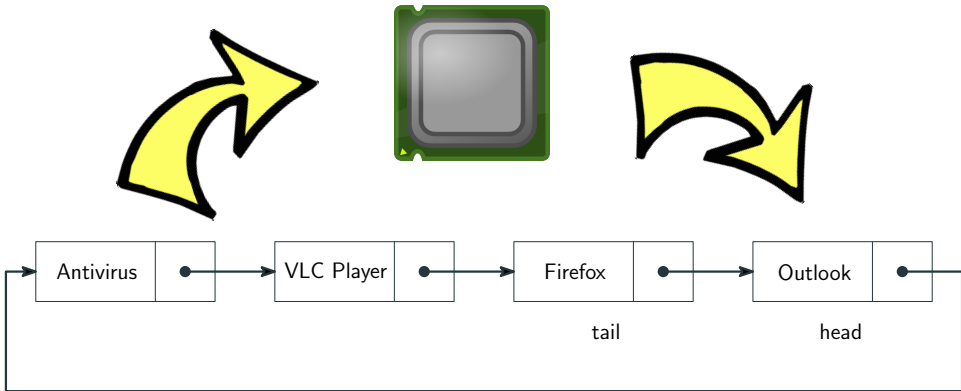 Antivirus
VLC Player
Firefox
Outlook
tail
head